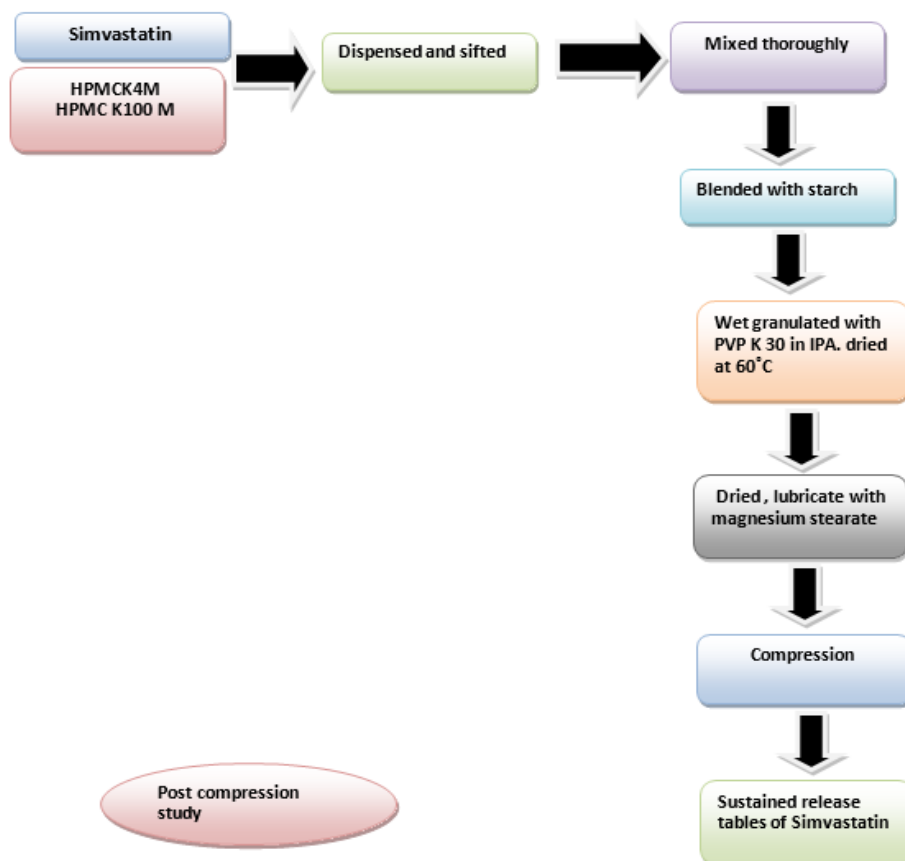 Simvastatin
HPMCK4M
HPMC K100 M
Dispensed and sifted
Mixed thoroughly
Blended with starch
Wet granulated with
PVP K 30 in IPA. dried
at 60˚C
Dried , lubricate with
magnesium stearate
Compression
Sustained release
tables of Simvastatin
Post compression
study